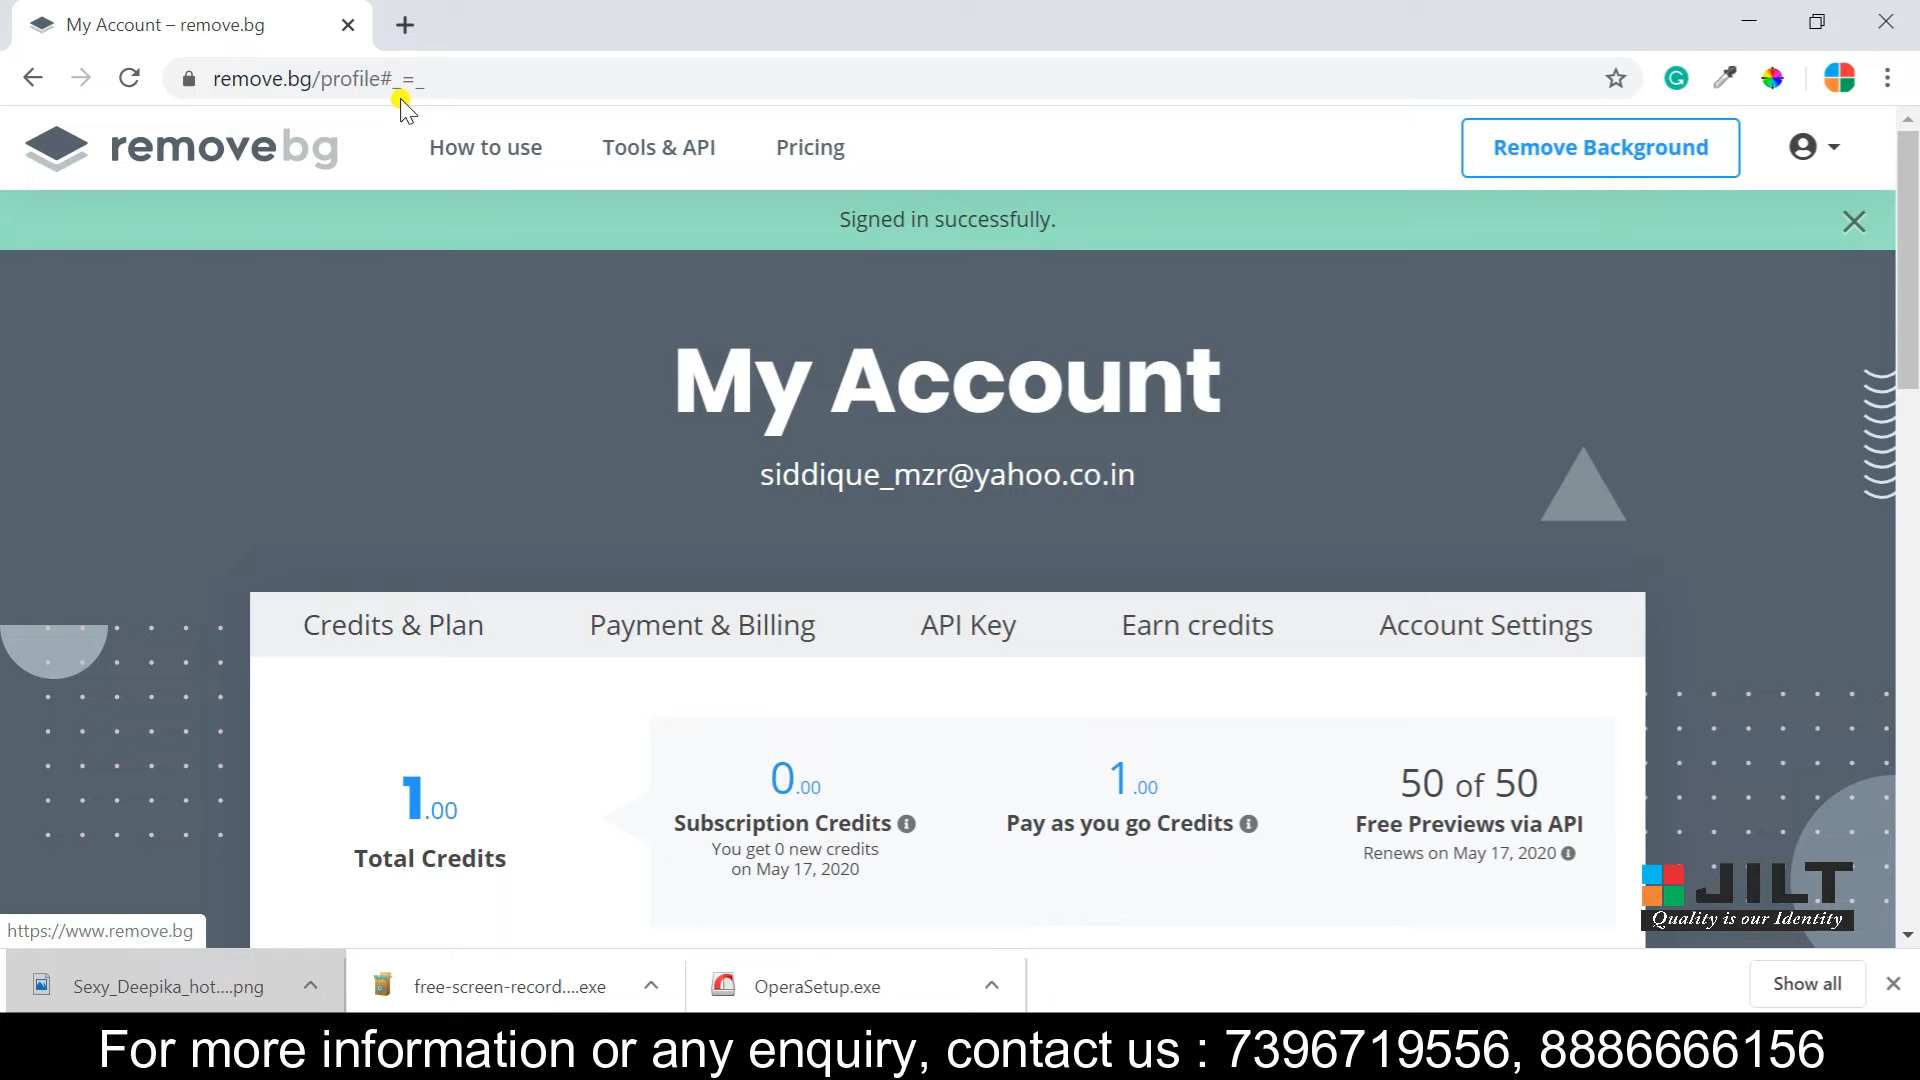 My Account – remove.bg
remove.bg/profile#_=_
removebg
How to use
Tools & API
Pricing
Remove Background
Signed in successfully.
My Account
siddique_mzr@yahoo.co.in
Credits & Plan
Payment & Billing
API Key
Earn credits
Account Settings
1.00
Total Credits
0.00
Subscription Credits
You get 0 new credits
on May 17, 2020
1.00
Pay as you go Credits
50 of 50
Free Previews via API
Renews on May 17, 2020
JILT
Quality is our Identity
https://www.remove.bg
Sexy_Deepika_hot....png
free-screen-record....exe
OperaSetup.exe
Show all
For more information or any enquiry, contact us : 7396719556, 8886666156